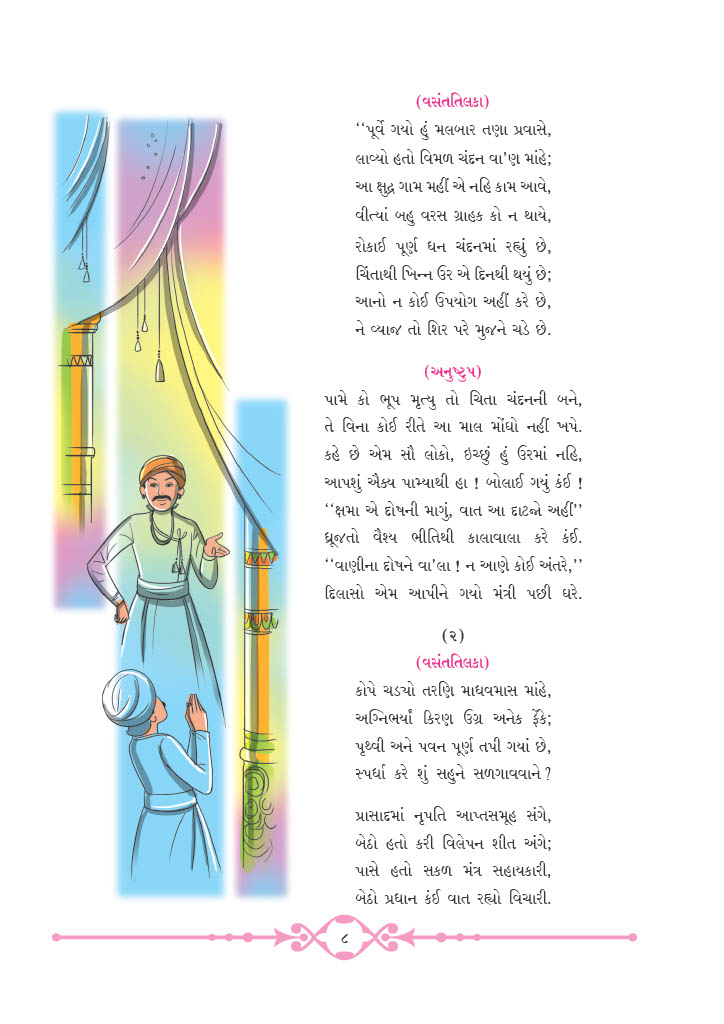 (વસંતતિલકા)
‘‘પૂર્વે ગયો હું મલબાર તણા પ્રવાસે,
લાવ્યો હતો વિમળ ચંદન વા’ણ માંહે;
આ ક્ષુદ્ર ગામ મહીં એ નહિ કામ આવે,
વીત્યાં બહુ વરસ ગ્રાહક કો ન થાયે,
રોકાઈ પૂર્ણ ધન ચંદનમાં રહ્યું છે,
ચિંતાથી ખિન્ન ઉર એ દિનથી થયું છે;
આનો ન કોઈ ઉપયોગ અહીં કરે છે,
ને વ્યાજ તો શિર પરે મુજને ચડે છે.
(અનુષ્ટુપ)
પામે કો ભૂપ મૃત્યુ તો ચિતા ચંદનની બને,
તે વિના કોઈ રીતે આ માલ મોંઘો નહીં ખપે.
કહે છે એમ સૌ લોકો, ઇચ્છું હું ઉરમાં નહિ,
આપશું ઐક્ય પામ્યાથી હા ! બોલાઈ ગયું કંઈ !
‘‘ક્ષમા એ દોષની માગું, વાત આ દાટજો અહીં’’
ધ્રૂજતો વૈશ્ય ભીતિથી કાલાવાલા કરે કંઈ.
‘‘વાણીના દોષને વા’લા ! ન આણે કોઈ અંતરે,’’
દિલાસો એમ આપીને ગયો મંત્રી પછી ઘરે.
(૨)
(વસંતતિલકા)
કોપે ચડ્યો તરણિ માધવમાસ માંહે,
અગ્નિભર્યાં કિરણ ઉગ્ર અનેક ફેંકે;
પૃથ્વી અને પવન પૂર્ણ તપી ગયાં છે,
સ્પર્ધા કરે શું સહુને સળગાવવાને ?
પ્રાસાદમાં નૃપતિ આપ્તસમૂહ સંગે,
બેઠો હતો કરી વિલેપન શીત અંગે;
પાસે હતો સકળ મંત્ર સહાયકારી,
બેઠો પ્રધાન કંઈ વાત રહ્યો વિચારી.
૮